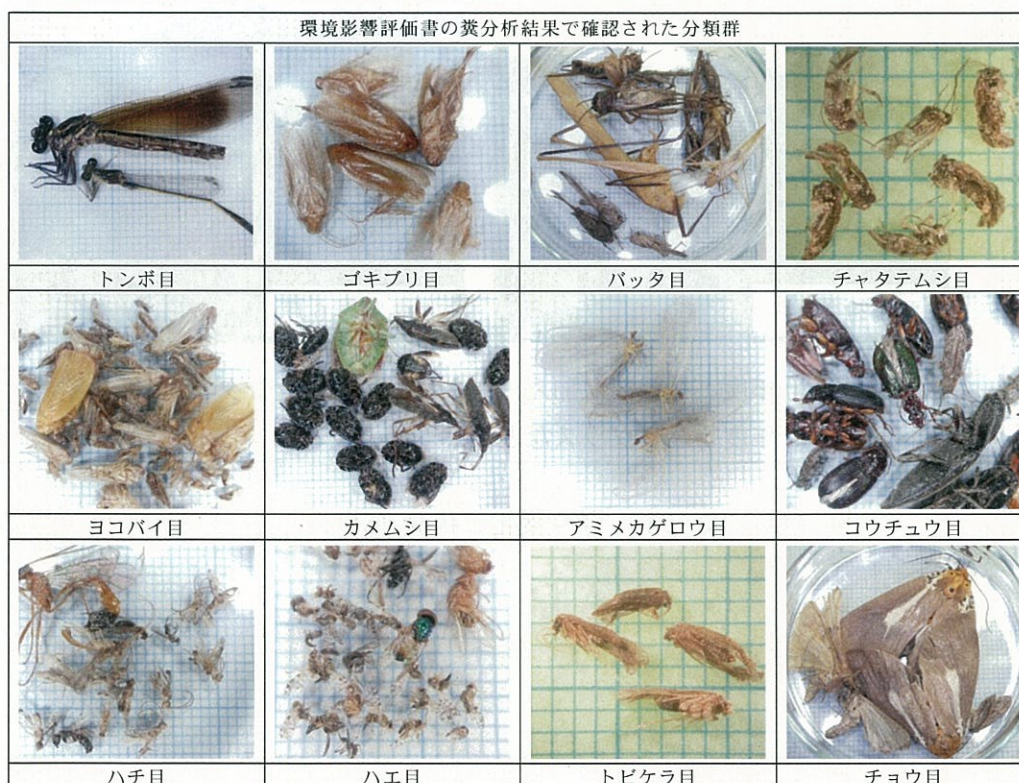 環境影響評価書の糞分析結果で確認された分類群
トンボ目
ゴキブリ目
バッタ目
チャタテムシ目
ヨコバイ目
カメムシ目
アミメカゲロウ目
コウチュウ目
ハチ目
ハエ目
トビケラ目
チョウ目